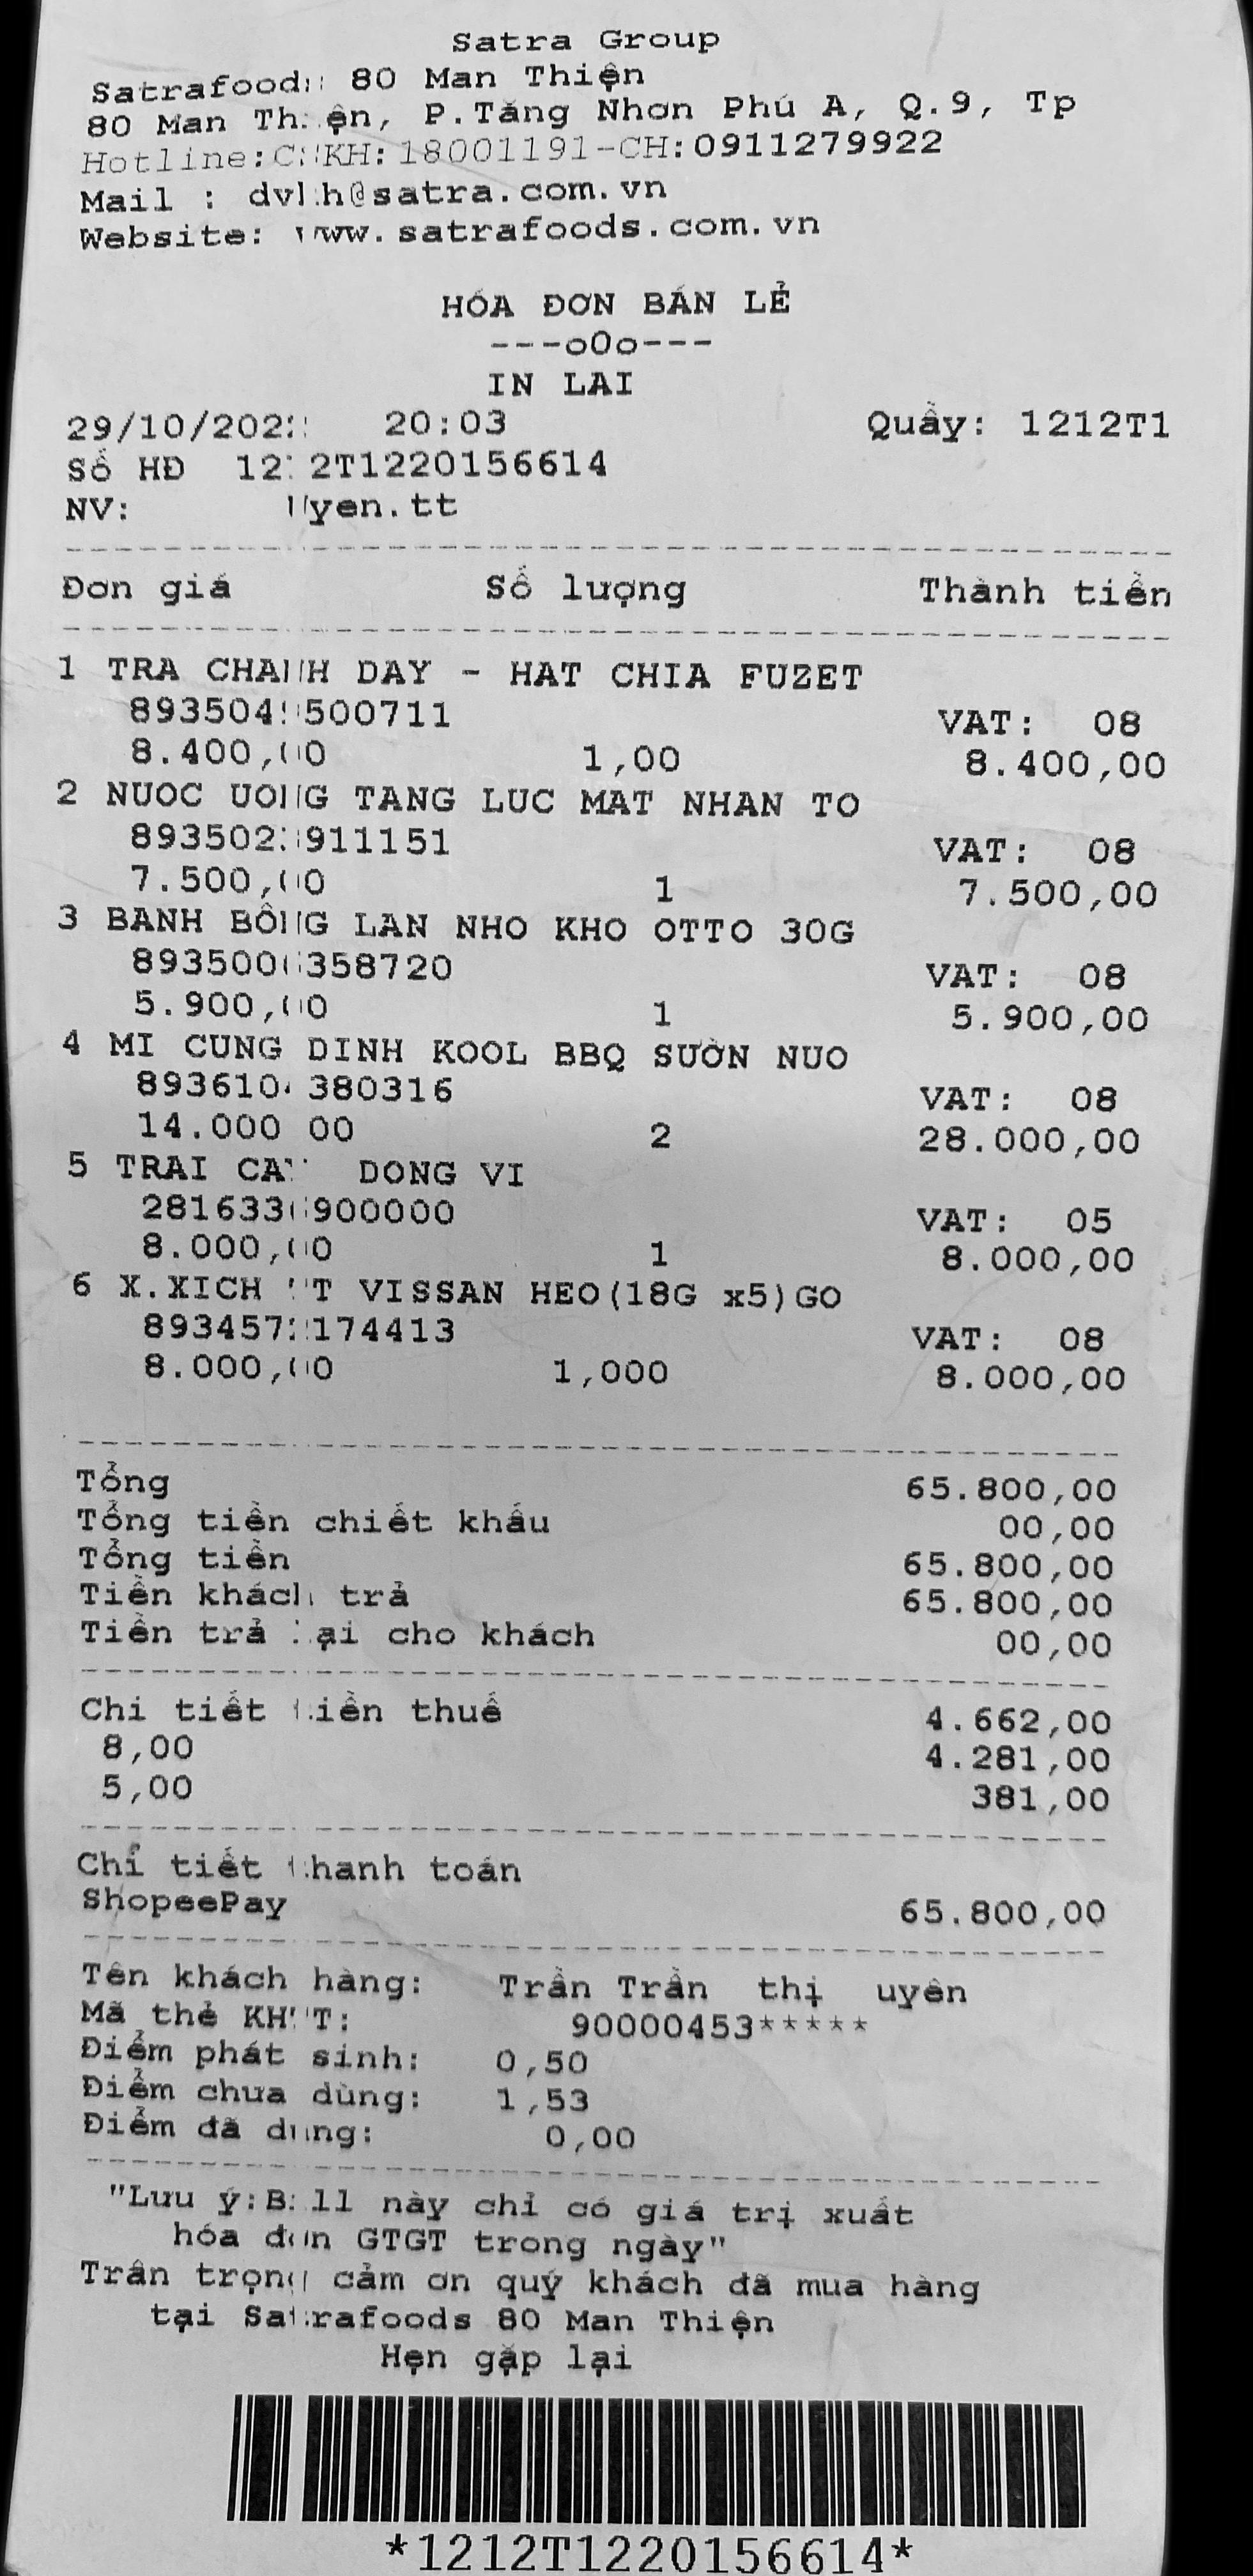 Satra Group
Satrafoods 80 Man Thiện
80 Man Thiện, P.Tăng Nhơn Phú A, Q.9, Tp
Hotline:CSKH:18001191-CH:0911279922
Mail : dvkh@satra.com.vn
Website: www.satrafoods.com.vn
HÓA ĐƠN BÁN LẺ
---oOo---
IN LAI
29/10/2022 20:03 Quầy: 1212T1
Số HĐ 1212T1220156614
NV: Uyen.tt
Đơn giá Số lượng Thành tiền
1 TRA CHANH DAY - HAT CHIA FUZET
8935049500711 VAT: 08
8.400,00 1,00 8.400,00
2 NUOC UONG TANG LUC MAT NHAN TO
VAT: 08
7.500,00 1 7.500,00
3 BANH BÔNG LAN NHO KHO OTTO 30G
VAT: 08
5.900,00 1 5.900,00
4 MI CUNG DINH KOOL BBQ SƯỜN NUO
8936104380316 VAT: 08
14.000,00 2 28.000,00
5 TRAI CAY DONG VI
VAT: 05
8.000,00 1 8.000,00
6 X.XICH TT VISSAN HEO(18G x5)GO
VAT: 08
8.000,00 1,000 8.000,00
Tổng 65.800,00
Tổng tiền chiết khấu 00,00
Tổng tiền 65.800,00
Tiền khách trả 65.800,00
Tiền trả lại cho khách 00,00
Chi tiết tiền thuế 4.662,00
8,00 4.281,00
5,00 381,00
Chi tiết thanh toán
ShopeePay 65.800,00
Tên khách hàng: Trần Trần thị uyên
Mã thẻ KHTT: 90000453*****
Điểm phát sinh: 0,50
Điểm chưa dùng: 1,53
Điểm đã dùng: 0,00
"Lưu ý:Bill này chỉ có giá trị xuất
hóa đơn GTGT trong ngày"
Trân trọng cảm ơn quý khách đã mua hàng
tại Satrafoods 80 Man Thiện
Hẹn gặp lại
*1212T1220156614*